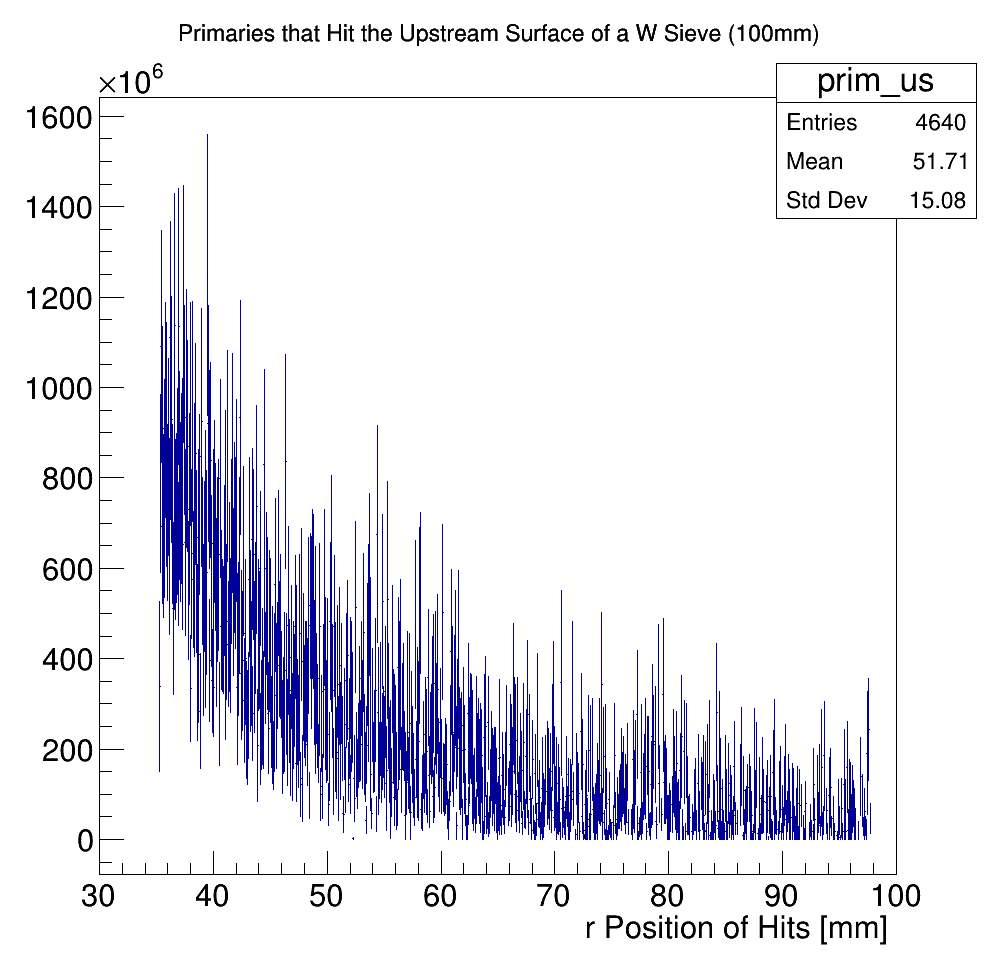 Primaries that Hit the Upstream Surface of a W Sieve (100mm)
×10⁶
prim_us
Entries 4640
Mean 51.71
Std Dev 15.08
1600
1400
1200
1000
800
600
400
200
0
30 40 50 60 70 80 90 100
r Position of Hits [mm]